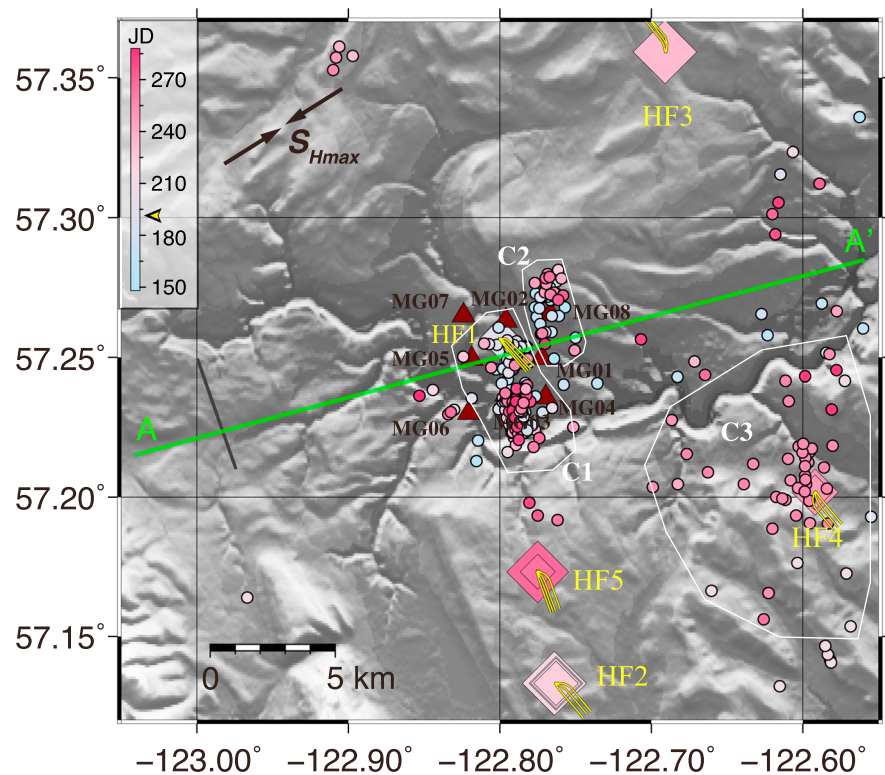 JD
270
240
210
180
150
57.35°
57.30°
57.25°
57.20°
57.15°
S Hmax
HF3
A'
C2
MG07
MG02
MG08
HF1
MG05
MG01
MG04
MG03
MG06
A
C3
C1
HF4
HF5
HF2
0 5 km
−123.00°
−122.90°
−122.80°
−122.70°
−122.60°